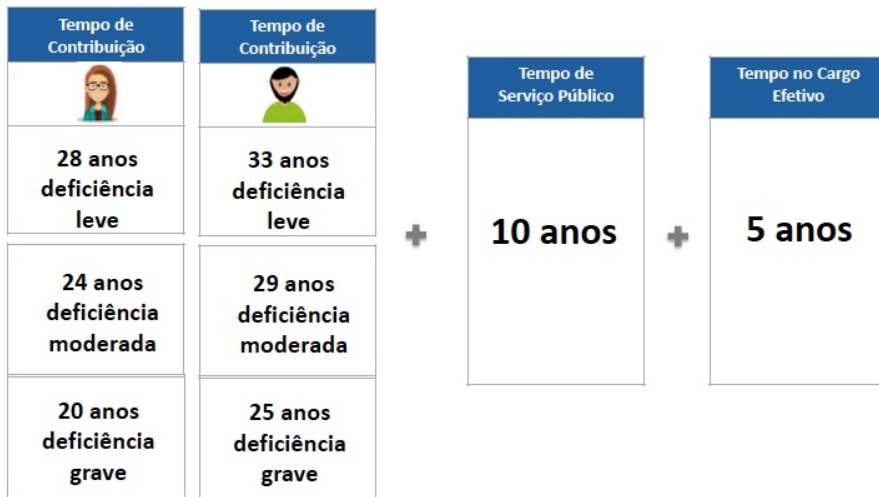 Tempo de
Contribuição
Tempo de
Contribuição
28 anos
deficiência
leve
33 anos
deficiência
leve
24 anos
deficiência
moderada
29 anos
deficiência
moderada
20 anos
deficiência
grave
25 anos
deficiência
grave
+
Tempo de
Serviço Público
10 anos
+
Tempo no Cargo
Efetivo
5 anos